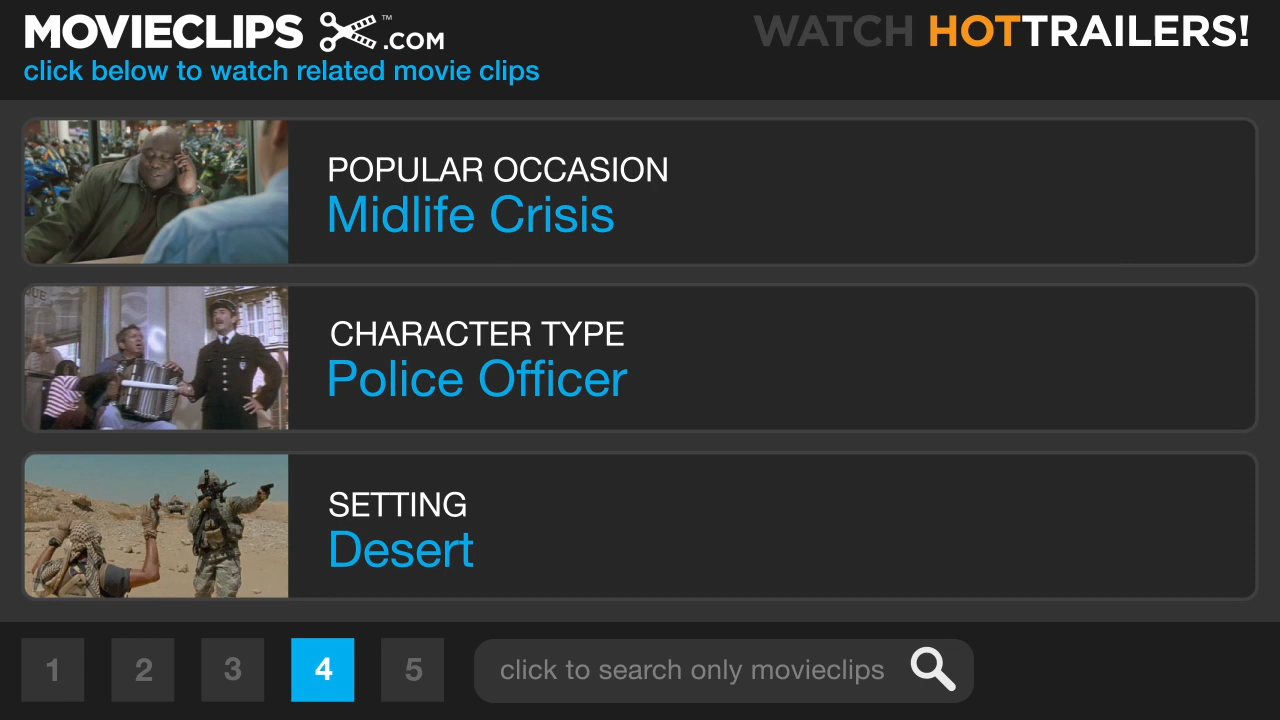 MOVIECLIPS ™ .COM
WATCH HOTTRAILERS!
click below to watch related movie clips
POPULAR OCCASION
Midlife Crisis
CHARACTER TYPE
Police Officer
SETTING
Desert
1 2 3 4 5
click to search only movieclips